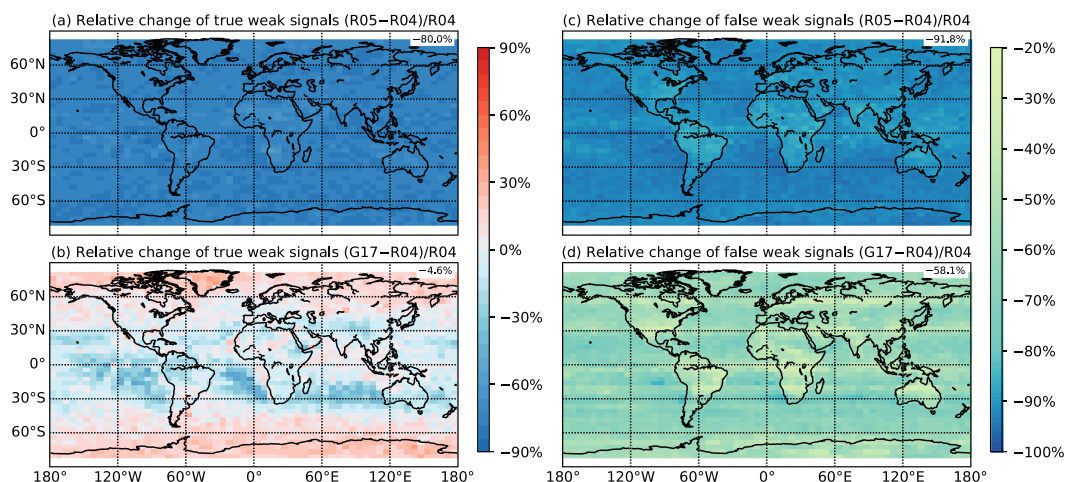 (a) Relative change of true weak signals (R05−R04)/R04
−80.0%
60°N
30°N
0°
30°S
60°S
(b) Relative change of true weak signals (G17−R04)/R04
−4.6%
60°N
30°N
0°
30°S
60°S
180° 120°W 60°W 0° 60°E 120°E 180°
90%
60%
30%
0%
−30%
−60%
−90%
(c) Relative change of false weak signals (R05−R04)/R04
−91.8%
(d) Relative change of false weak signals (G17−R04)/R04
−58.1%
180° 120°W 60°W 0° 60°E 120°E 180°
−20%
−30%
−40%
−50%
−60%
−70%
−80%
−90%
−100%